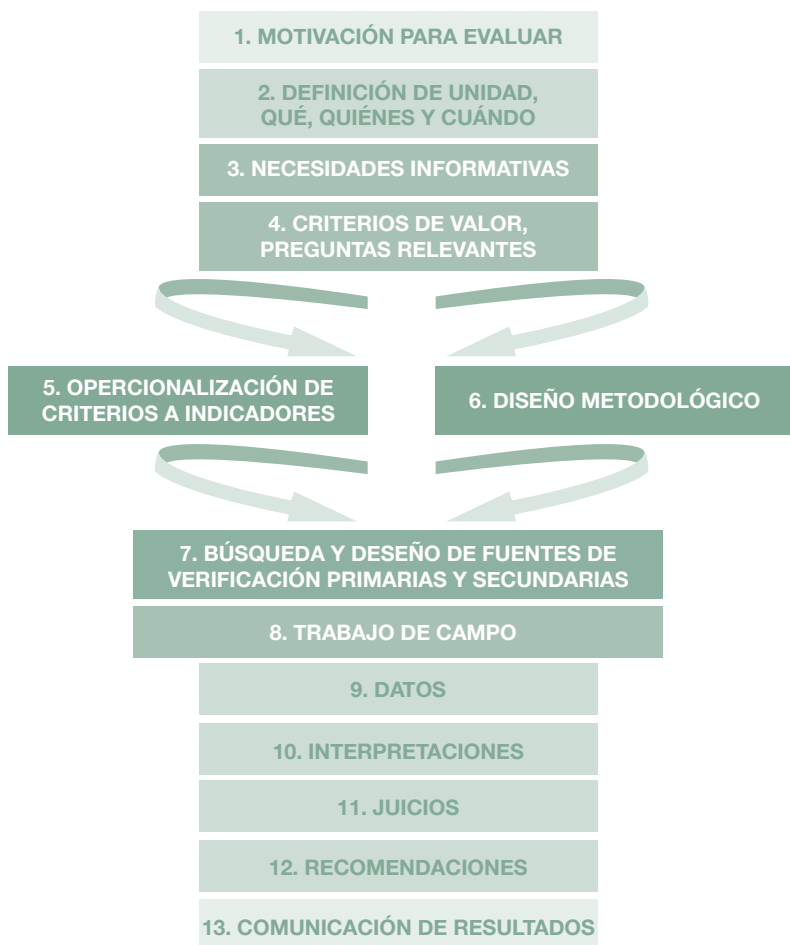 1. MOTIVACIÓN PARA EVALUAR
2. DEFINICIÓN DE UNIDAD,
QUÉ, QUIÉNES Y CUÁNDO
3. NECESIDADES INFORMATIVAS
4. CRITERIOS DE VALOR,
PREGUNTAS RELEVANTES
5. OPERCIONALIZACIÓN DE
CRITERIOS A INDICADORES
6. DISEÑO METODOLÓGICO
7. BÚSQUEDA Y DESEÑO DE FUENTES DE
VERIFICACIÓN PRIMARIAS Y SECUNDARIAS
8. TRABAJO DE CAMPO
9. DATOS
10. INTERPRETACIONES
11. JUICIOS
12. RECOMENDACIONES
13. COMUNICACIÓN DE RESULTADOS